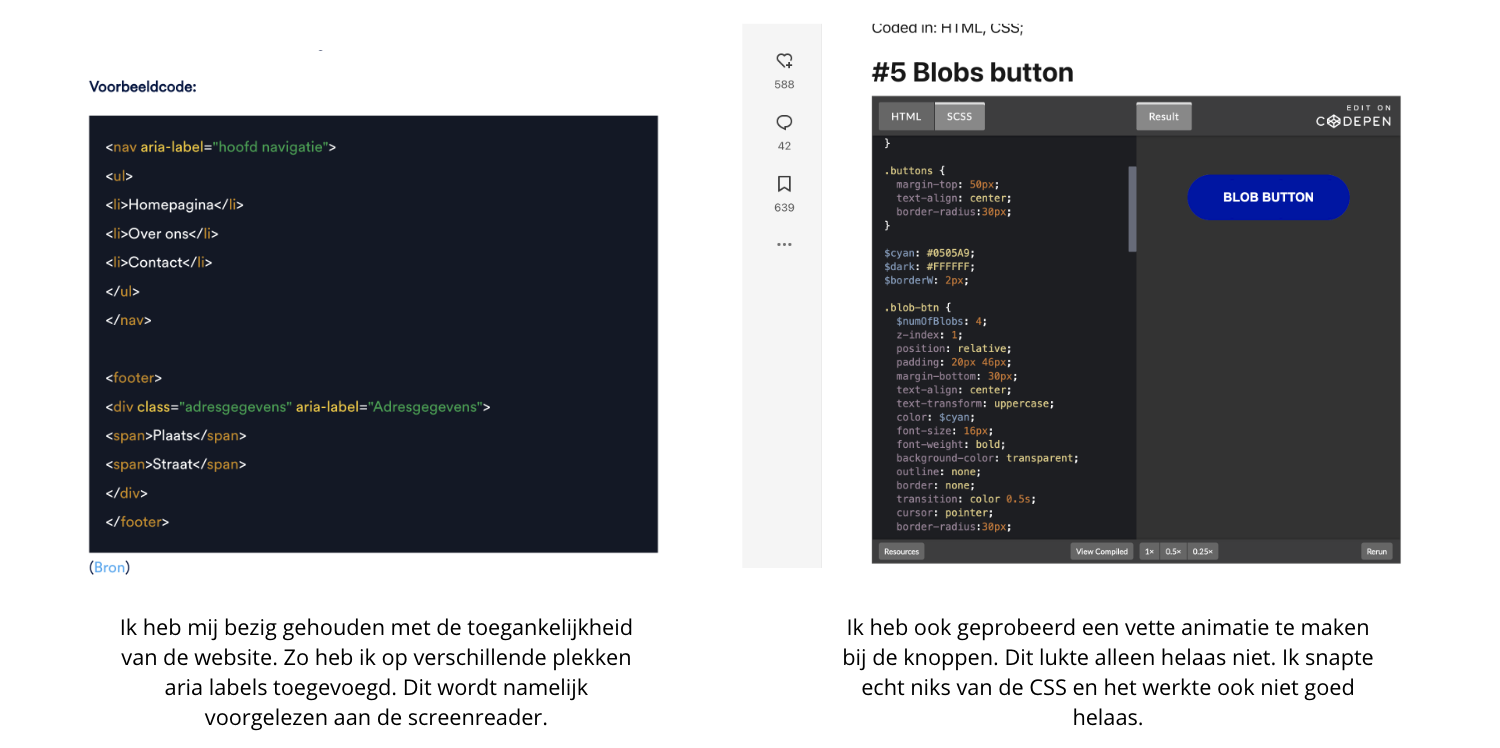 Voorbeeldcode:
<nav aria-label="hoofd navigatie">
<ul>
<li>Homepagina</li>
<li>Over ons</li>
<li>Contact</li>
</ul>
</nav>
<footer>
<div class="adresgegevens" aria-label="Adresgegevens">
<span>Plaats</span>
<span>Straat</span>
</div>
</footer>
(Bron)
Ik heb mij bezig gehouden met de toegankelijkheid
van de website. Zo heb ik op verschillende plekken
aria labels toegevoegd. Dit wordt namelijk
voorgelezen aan de screenreader.
588
42
639
Coded in: HTML, CSS;
#5 Blobs button
HTML
SCSS
Result
EDIT ON
CODEPEN
}
.buttons {
margin-top: 50px;
text-align: center;
border-radius:30px;
}
$cyan: #0505A9;
$dark: #FFFFFF;
$borderW: 2px;
.blob-btn {
$numOfBlobs: 4;
z-index: 1;
position: relative;
padding: 20px 46px;
margin-bottom: 30px;
text-align: center;
text-transform: uppercase;
color: $cyan;
font-size: 16px;
font-weight: bold;
background-color: transparent;
outline: none;
border: none;
transition: color 0.5s;
cursor: pointer;
border-radius:30px;
BLOB BUTTON
Resources
View Compiled
1×
0.5×
0.25×
Rerun
Ik heb ook geprobeerd een vette animatie te maken
bij de knoppen. Dit lukte alleen helaas niet. Ik snapte
echt niks van de CSS en het werkte ook niet goed
helaas.